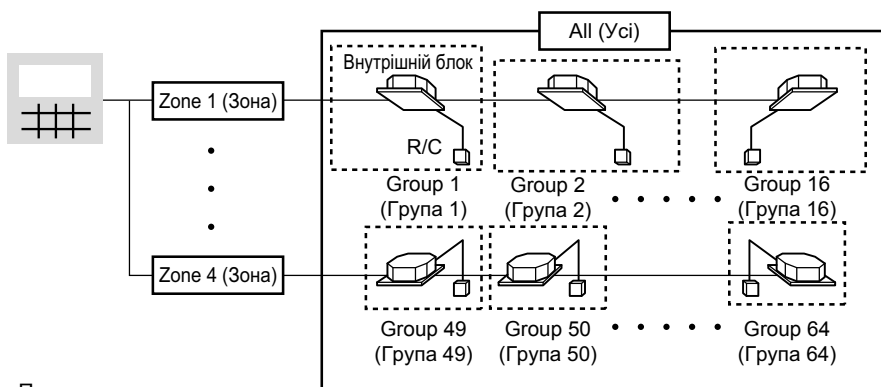 All (Усі)
Внутрішній блок
Zone 1 (Зона)
R/C
Group 1
(Група 1)
Group 2
(Група 2)
Group 16
(Група 16)
Zone 4 (Зона)
Group 49
(Група 49)
Group 50
(Група 50)
Group 64
(Група 64)